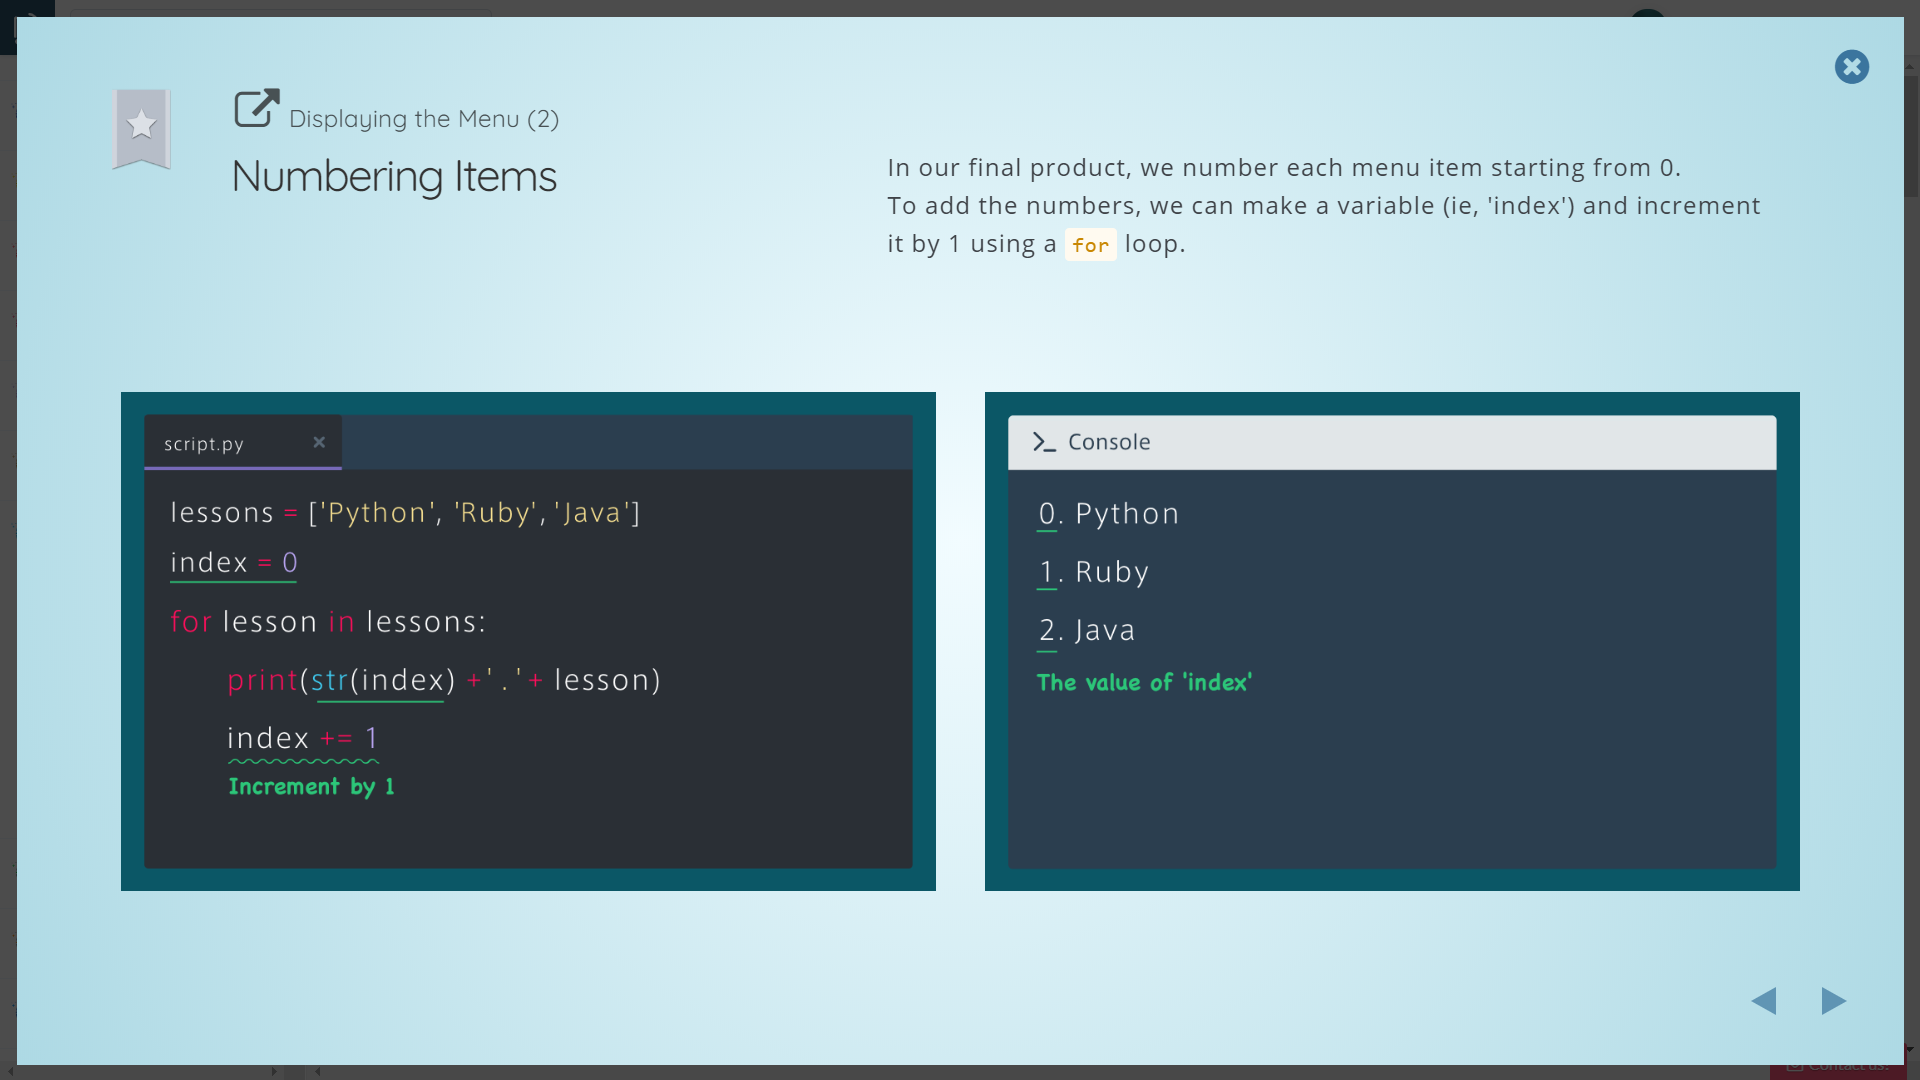 Displaying the Menu (2)
Numbering Items
In our final product, we number each menu item starting from 0.
To add the numbers, we can make a variable (ie, 'index') and increment
it by 1 using a for loop.
script.py
lessons = ['Python', 'Ruby', 'Java']
index = 0
for lesson in lessons:
print(str(index) +'.'+ lesson)
index += 1
Increment by 1
Console
0. Python
1. Ruby
2. Java
The value of 'index'
Contact us!